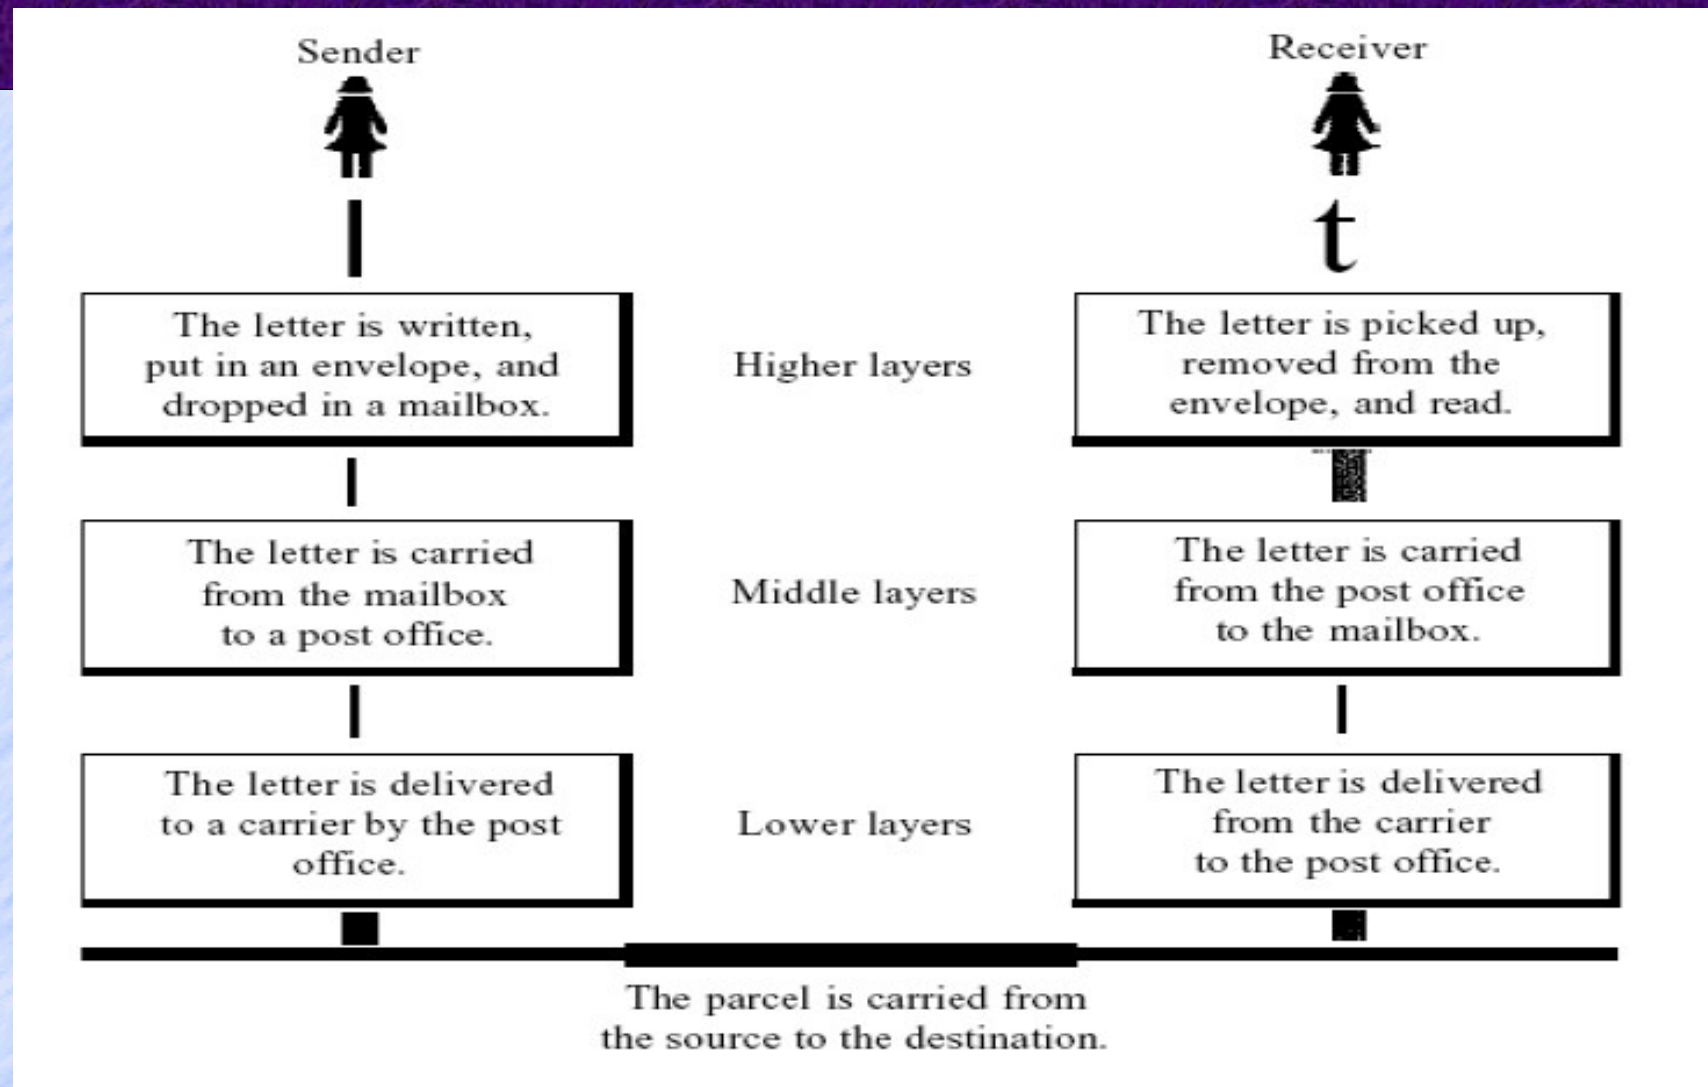 Sender
Receiver
t
The letter is written,
put in an envelope, and
dropped in a mailbox.
Higher layers
The letter is picked up,
removed from the
envelope, and read.
The letter is carried
from the mailbox
to a post office.
Middle layers
The letter is carried
from the post office
to the mailbox.
The letter is delivered
to a carrier by the post
office.
Lower layers
The letter is delivered
from the carrier
to the post office.
The parcel is carried from
the source to the destination.